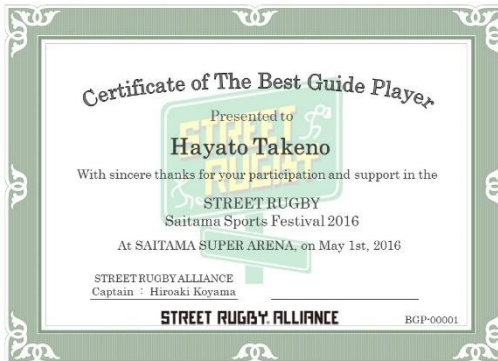 Certificate of The Best Guide Player
Presented to
STREET
RUGBY
Hayato Takeno
With sincere thanks for your participation and support in the
STREET RUGBY
Saitama Sports Festival 2016
At SAITAMA SUPER ARENA, on May 1st, 2016
STREET RUGBY ALLIANCE
Captain : Hiroaki Koyama
STREET RUGBY ALLIANCE
BGP-00001